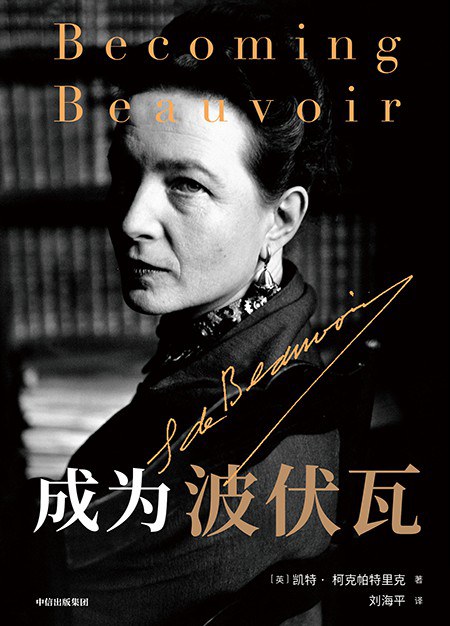 Becoming
Beauvoir
S de Beauvoir
成为波伏瓦
［英］凯特· 柯克帕特里克 著
刘海平 译
中信出版集团